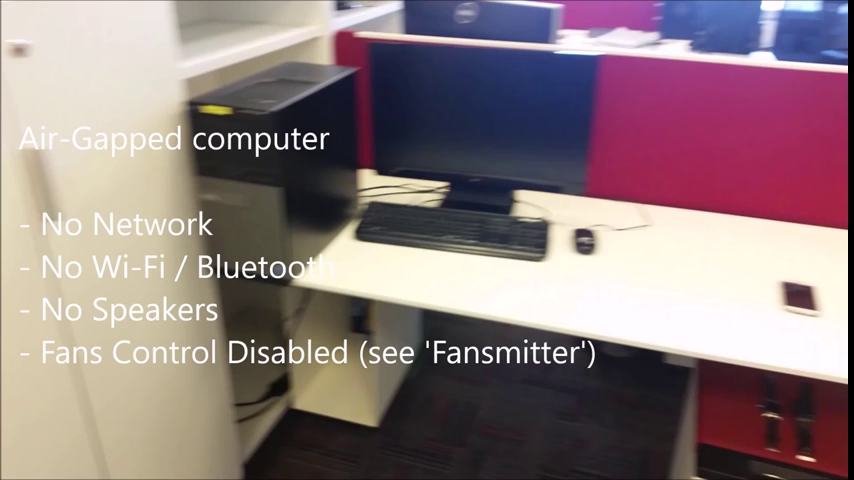 Air-Gapped computer
- No Network
- No Wi-Fi / Bluetooth
- No Speakers
- Fans Control Disabled (see 'Fansmitter')